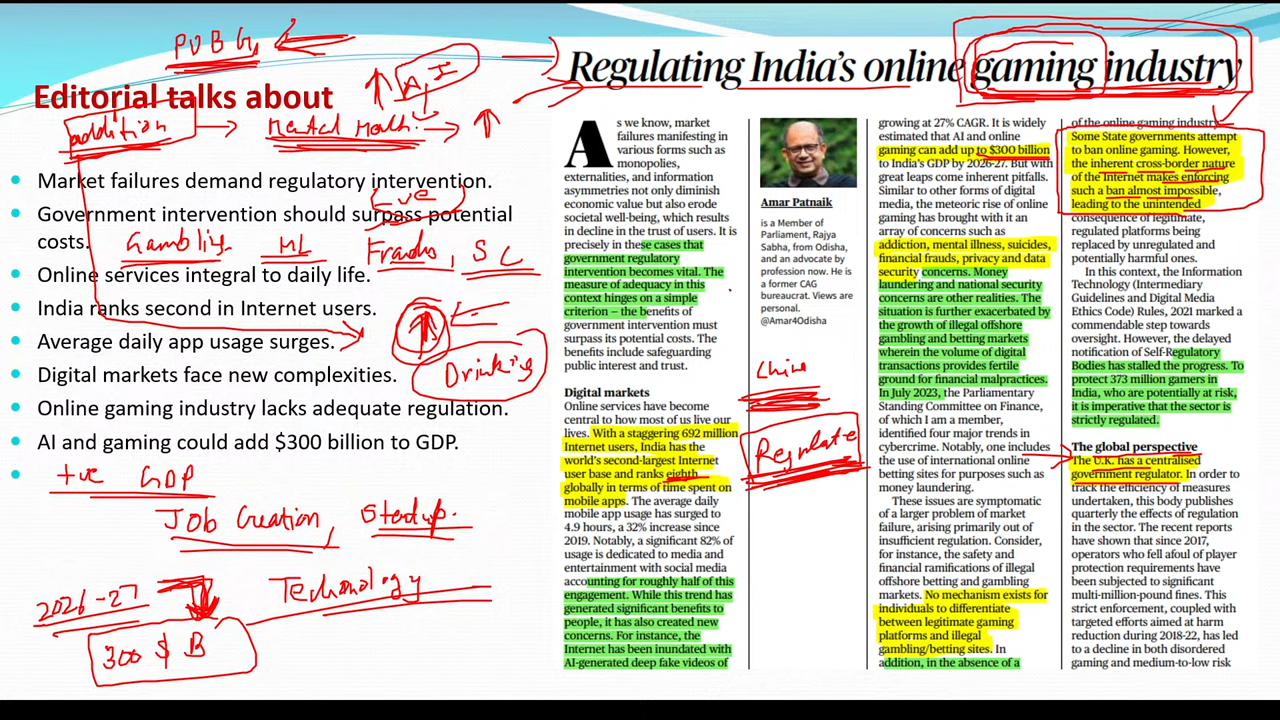 PUBG
AI
Editorial talks about
addition → Mental Health →
• Market failures demand regulatory intervention.
Eve
• Government intervention should surpass potential
costs.
Gambling ML Frauds, SC
• Online services integral to daily life.
• India ranks second in Internet users.
• Average daily app usage surges.
Drinking
• Digital markets face new complexities.
• Online gaming industry lacks adequate regulation.
• AI and gaming could add $300 billion to GDP.
+ve GDP
Job Creation, Startup.
2026-27
Technology
300 $ B
Regulating India's online gaming industry
As we know, market
failures manifesting in
various forms such as
monopolies,
externalities, and information
asymmetries not only diminish
economic value but also erode
societal well-being, which results
in decline in the trust of users. It is
precisely in these cases that
government regulatory
intervention becomes vital. The
measure of adequacy in this
context hinges on a simple
criterion – the benefits of
government intervention must
surpass its potential costs. The
benefits include safeguarding
public interest and trust.
Digital markets
Online services have become
central to how most of us live our
lives. With a staggering 692 million
Internet users, India has the
world's second-largest Internet
user base and ranks eighth
globally in terms of time spent on
mobile apps. The average daily
mobile app usage has surged to
4.9 hours, a 32% increase since
2019. Notably, a significant 82% of
usage is dedicated to media and
entertainment with social media
accounting for roughly half of this
engagement. While this trend has
generated significant benefits to
people, it has also created new
concerns. For instance, the
Internet has been inundated with
AI-generated deep fake videos of
Amar Patnaik
is a Member of
Parliament, Rajya
Sabha, from Odisha,
and an advocate by
profession now. He is
a former CAG
bureaucrat. Views are
personal.
@Amar4Odisha
China
Regulate
growing at 27% CAGR. It is widely
estimated that AI and online
gaming can add up to $300 billion
to India's GDP by 2026-27. But with
great leaps come inherent pitfalls.
Similar to other forms of digital
media, the meteoric rise of online
gaming has brought with it an
array of concerns such as
addiction, mental illness, suicides,
financial frauds, privacy and data
security concerns. Money
laundering and national security
concerns are other realities. The
situation is further exacerbated by
the growth of illegal offshore
gambling and betting markets
wherein the volume of digital
transactions provides fertile
ground for financial malpractices.
In July 2023, the Parliamentary
Standing Committee on Finance,
of which I am a member,
identified four major trends in
cybercrime. Notably, one includes
the use of international online
betting sites for purposes such as
money laundering.
These issues are symptomatic
of a larger problem of market
failure, arising primarily out of
insufficient regulation. Consider,
for instance, the safety and
financial ramifications of illegal
offshore betting and gambling
markets. No mechanism exists for
individuals to differentiate
between legitimate gaming
platforms and illegal
gambling/betting sites. In
addition, in the absence of a
of the online gaming industry.
Some State governments attempt
to ban online gaming. However,
the inherent cross-border nature
of the Internet makes enforcing
such a ban almost impossible,
leading to the unintended
consequence of legitimate,
regulated platforms being
replaced by unregulated and
potentially harmful ones.
In this context, the Information
Technology (Intermediary
Guidelines and Digital Media
Ethics Code) Rules, 2021 marked a
commendable step towards
oversight. However, the delayed
notification of Self-Regulatory
Bodies has stalled the progress. To
protect 373 million gamers in
India, who are potentially at risk,
it is imperative that the sector is
strictly regulated.
The global perspective
The U.K. has a centralised
government regulator. In order to
track the efficiency of measures
undertaken, this body publishes
quarterly the effects of regulation
in the sector. The recent reports
have shown that since 2017,
operators who fell afoul of player
protection requirements have
been subjected to significant
multi-million-pound fines. This
strict enforcement, coupled with
targeted efforts aimed at harm
reduction during 2018-22, has led
to a decline in both disordered
gaming and medium-to-low risk